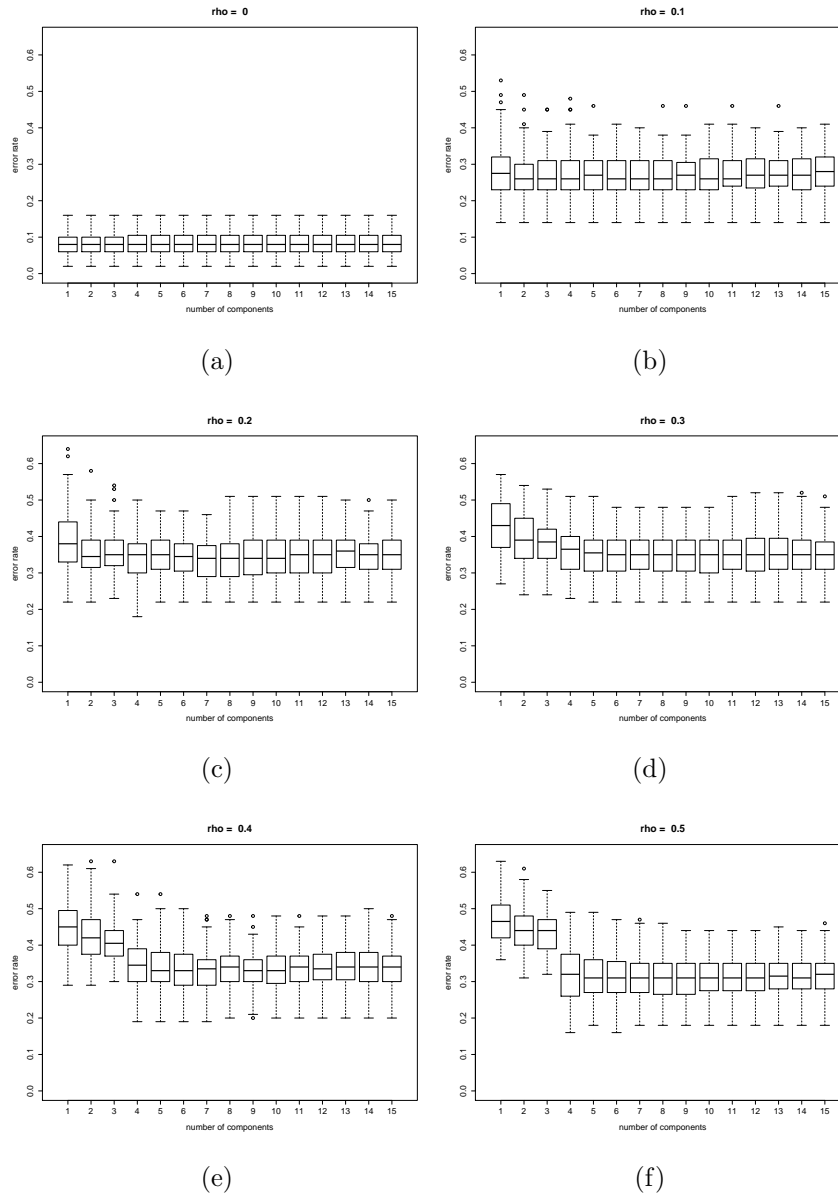 rho = 0
rho = 0.1
0.0 0.1 0.2 0.3 0.4 0.5 0.6
error rate
1 2 3 4 5 6 7 8 9 10 11 12 13 14 15
number of components
0.0 0.1 0.2 0.3 0.4 0.5 0.6
error rate
1 2 3 4 5 6 7 8 9 10 11 12 13 14 15
number of components
(a)
(b)
rho = 0.2
rho = 0.3
0.0 0.1 0.2 0.3 0.4 0.5 0.6
error rate
1 2 3 4 5 6 7 8 9 10 11 12 13 14 15
number of components
0.0 0.1 0.2 0.3 0.4 0.5 0.6
error rate
1 2 3 4 5 6 7 8 9 10 11 12 13 14 15
number of components
(c)
(d)
rho = 0.4
rho = 0.5
0.0 0.1 0.2 0.3 0.4 0.5 0.6
error rate
1 2 3 4 5 6 7 8 9 10 11 12 13 14 15
number of components
0.0 0.1 0.2 0.3 0.4 0.5 0.6
error rate
1 2 3 4 5 6 7 8 9 10 11 12 13 14 15
number of components
(e)
(f)